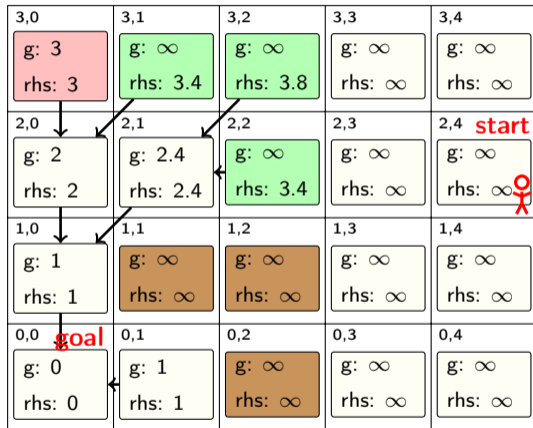 3,0 3,1 3,2 3,3 3,4
g: 3 g: ∞ g: ∞ g: ∞ g: ∞
rhs: 3 rhs: 3.4 rhs: 3.8 rhs: ∞ rhs: ∞
2,0 2,1 2,2 2,3 2,4 start
g: 2 g: 2.4 g: ∞ g: ∞ g: ∞
rhs: 2 rhs: 2.4 rhs: 3.4 rhs: ∞ rhs: ∞
1,0 1,1 1,2 1,3 1,4
g: 1 g: ∞ g: ∞ g: ∞ g: ∞
rhs: 1 rhs: ∞ rhs: ∞ rhs: ∞ rhs: ∞
0,0 goal 0,1 0,2 0,3 0,4
g: 0 g: 1 g: ∞ g: ∞ g: ∞
rhs: 0 rhs: 1 rhs: ∞ rhs: ∞ rhs: ∞